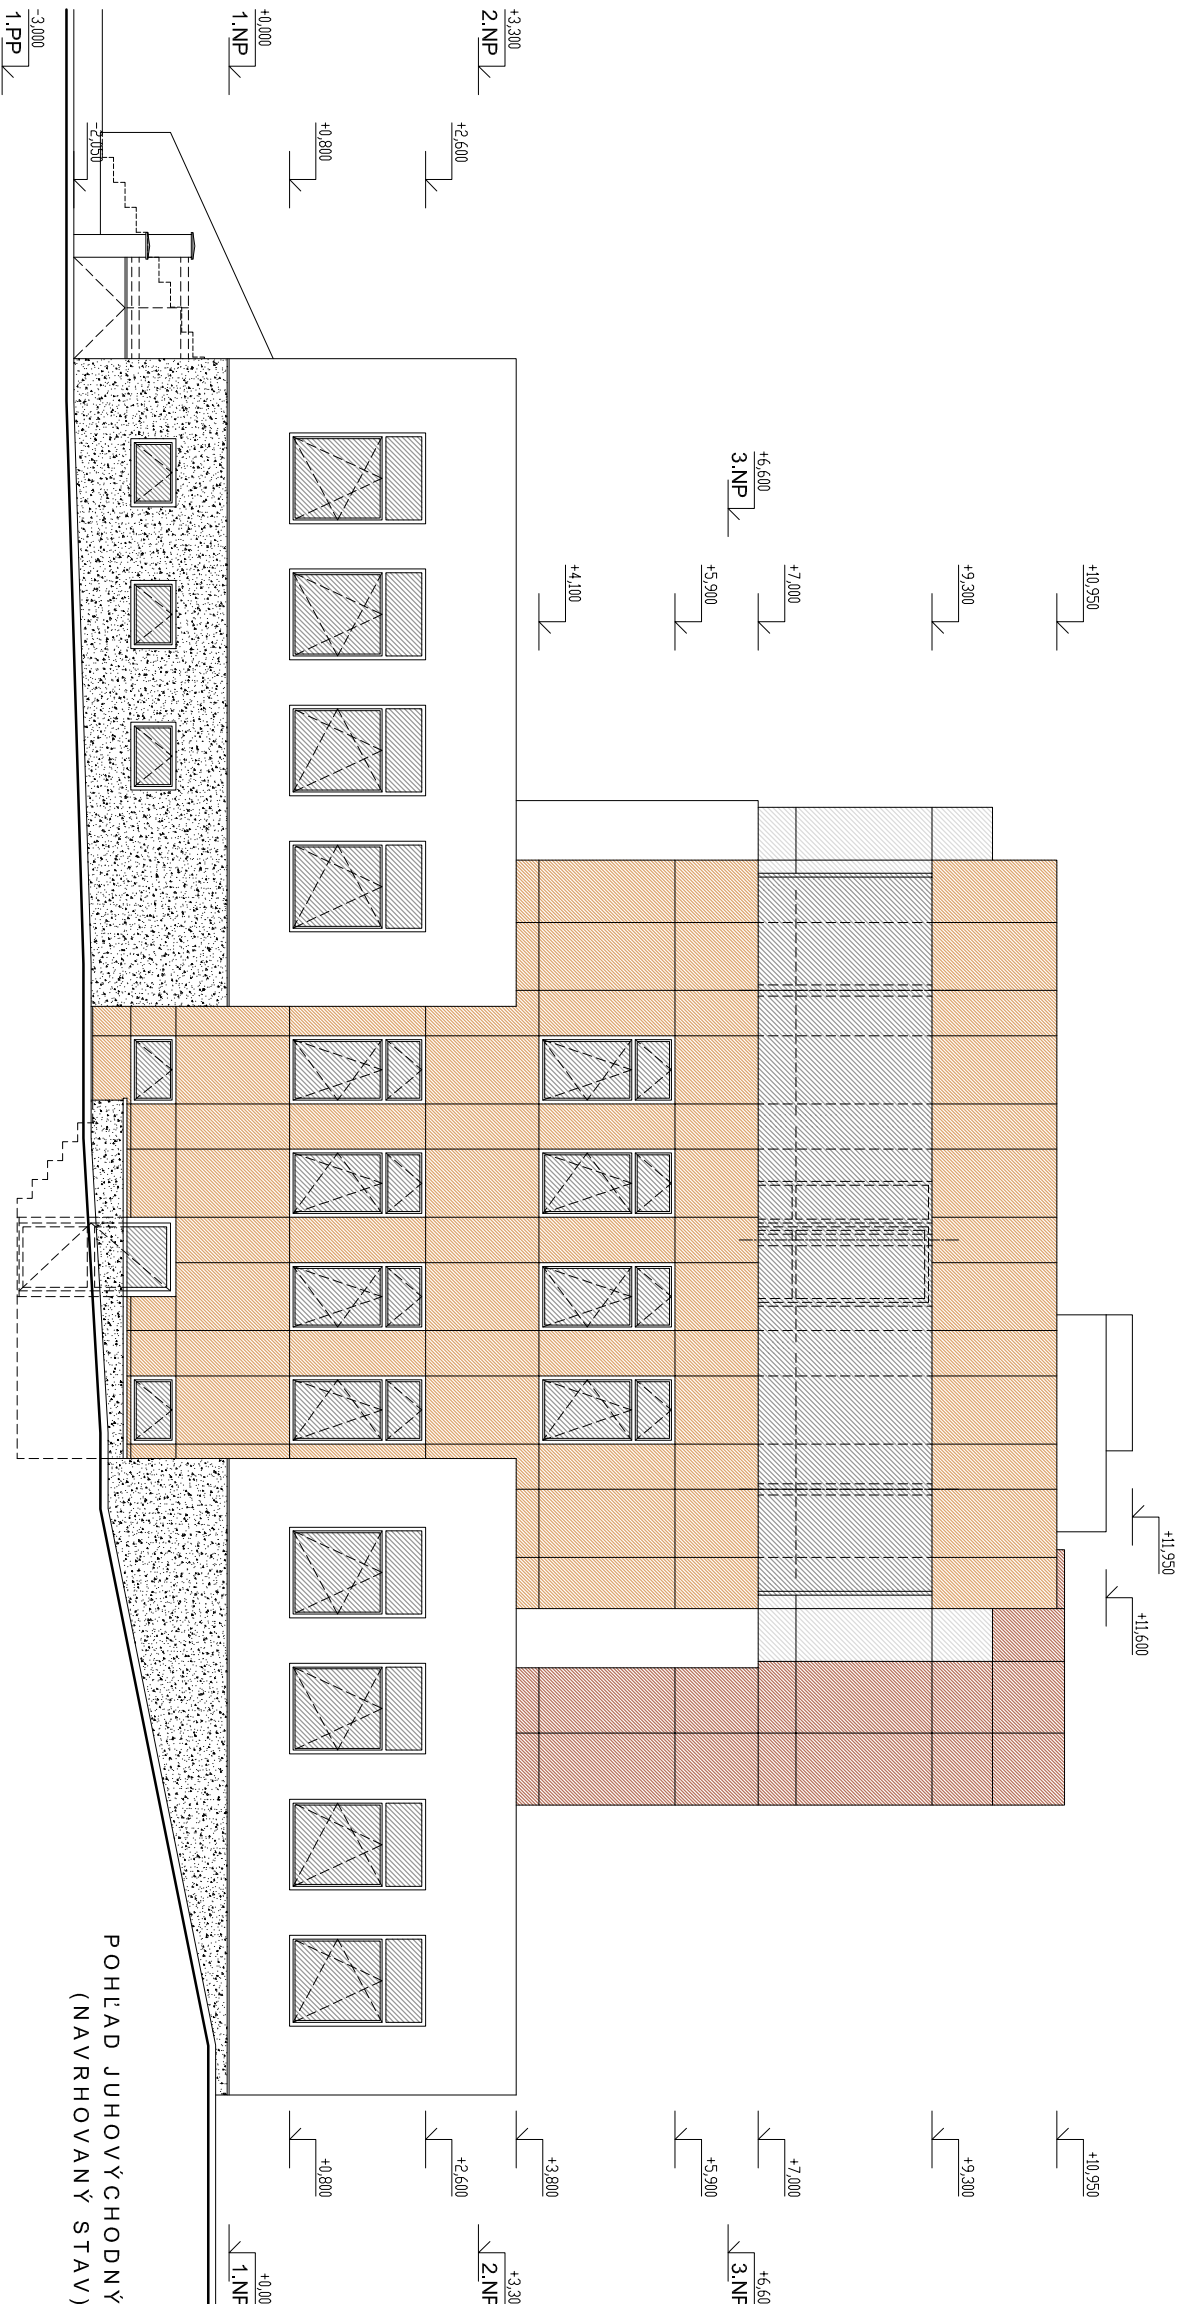 +11,950
+11,600
+10,950
+9,300
+7,000
+6,600
3.NP
+5,900
+4,100
+3,300
2.NP
+2,600
+0,800
+0,000
1.NP
-2,050
-3,000
1.PP
+10,950
+9,300
+7,000
+6,60
3.NP
+5,900
+3,800
+3,30
2.NP
+2,600
+0,800
+0,00
1.NP
POHĽAD JUHOVÝCHODNÝ
(NAVRHOVANÝ STAV)